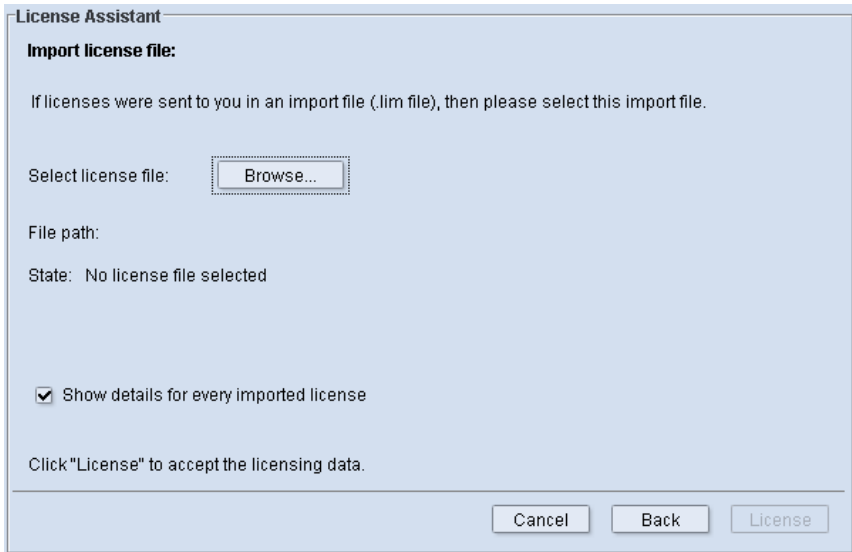 License Assistant
Import license file:
If licenses were sent to you in an import file (.lim file), then please select this import file.
Select license file: Browse...
File path:
State: No license file selected
Show details for every imported license
Click "License" to accept the licensing data.
Cancel Back License